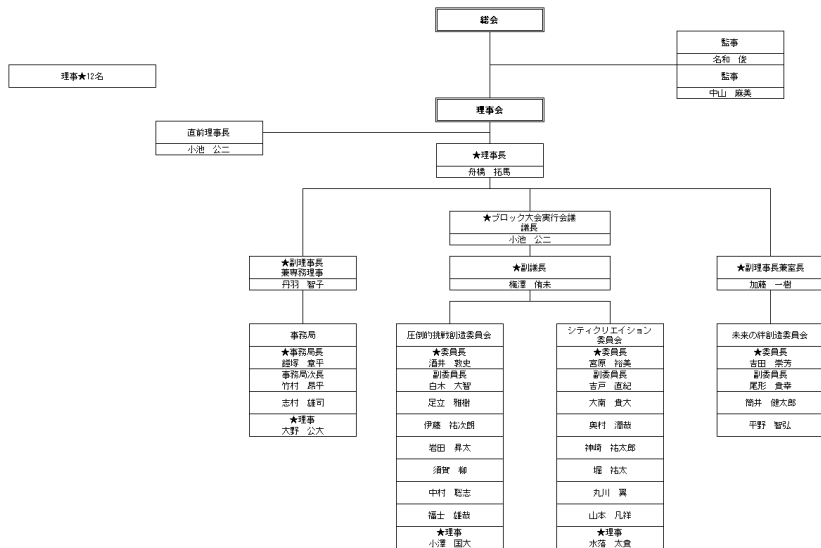 総会
監事
名和 俊
監事
中山 麻美
理事★12名
理事会
直前理事長
小池 公二
★理事長
舟橋 拓馬
★ブロック大会実行会議
議長
小池 公二
★副理事長
兼専務理事
丹羽 智子
★副議長
梅澤 侑未
★副理事長兼室長
加藤 一樹
事務局
★事務局長
鎧塚 章平
事務局次長
竹村 昂平
志村 雄司
★理事
大野 公大
圧倒的挑戦創造委員会
★委員長
酒井 敦史
副委員長
白木 大智
足立 雅樹
伊藤 祐次朗
岩田 昇太
須賀 柳
中村 聡志
福士 雄哉
★理事
小澤 国大
シティクリエイション
委員会
★委員長
宮原 裕美
副委員長
吉戸 直紀
大南 貴大
奥村 潤哉
神崎 祐太郎
堀 祐太
丸川 翼
山本 凡祥
★理事
水落 太貴
未来の絆創造委員会
★委員長
吉田 崇芳
副委員長
尾形 貴幸
筒井 健太郎
平野 智弘